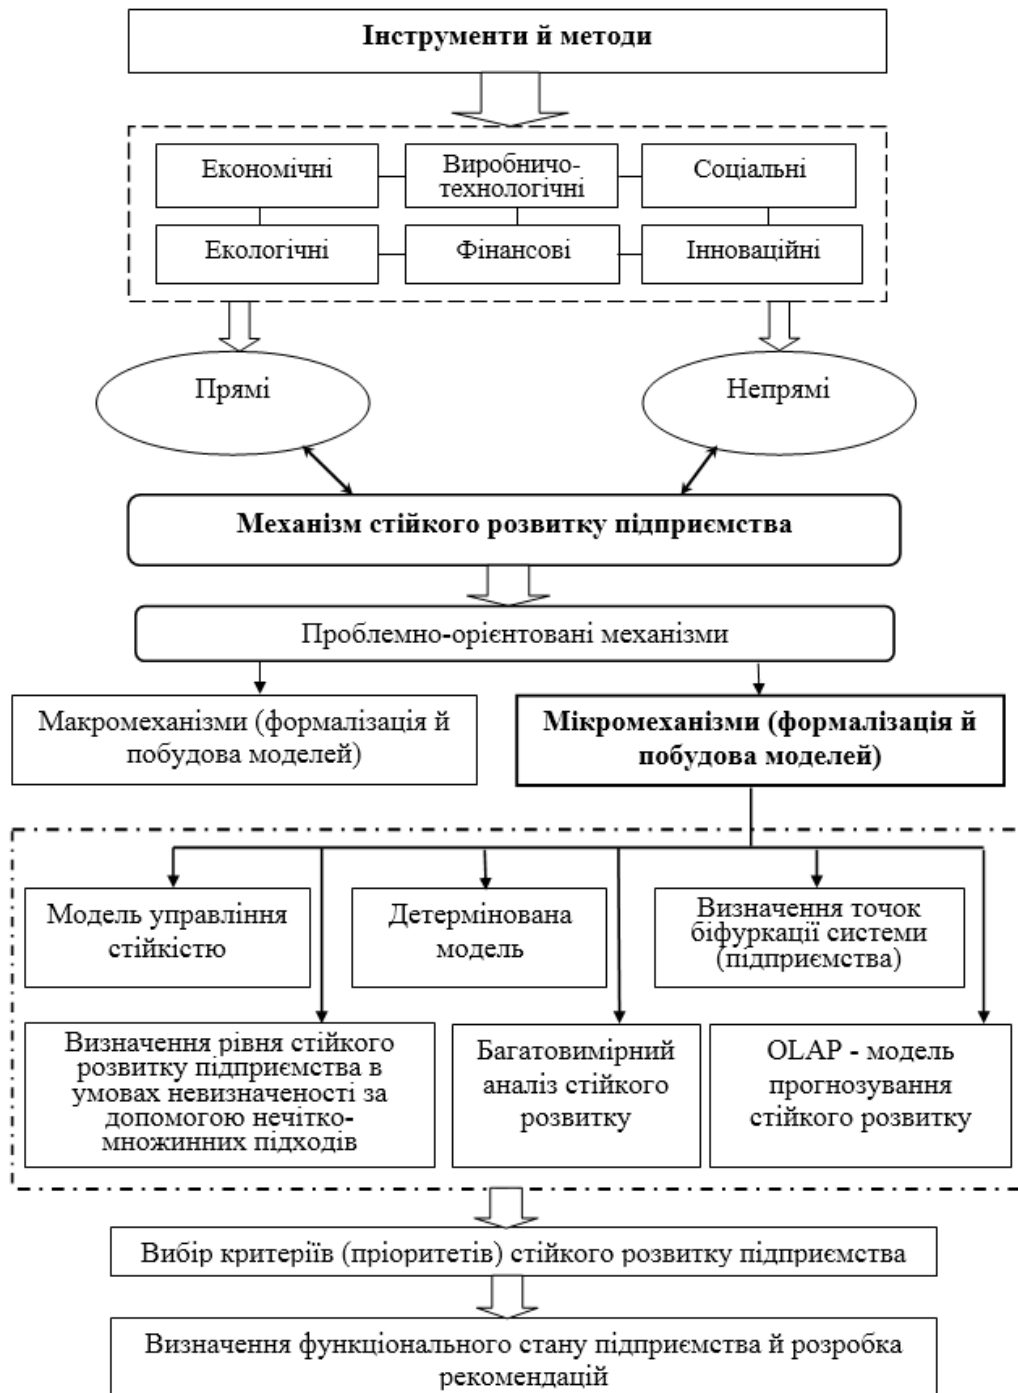 Інструменти й методи
Економічні
Виробничо-
технологічні
Соціальні
Екологічні
Фінансові
Інноваційні
Прямі
Непрямі
Механізм стійкого розвитку підприємства
Проблемно-орієнтовані механізми
Макромеханізми (формалізація й
побудова моделей)
Мікромеханізми (формалізація й
побудова моделей)
Модель управління
стійкістю
Детермінована
модель
Визначення точок
біфуркації системи
(підприємства)
Визначення рівня стійкого
розвитку підприємства в
умовах невизначеності за
допомогою нечітко-
множинних підходів
Багатовимірний
аналіз стійкого
розвитку
OLAP - модель
прогнозування
стійкого розвитку
Вибір критеріїв (пріоритетів) стійкого розвитку підприємства
Визначення функціонального стану підприємства й розробка
рекомендацій